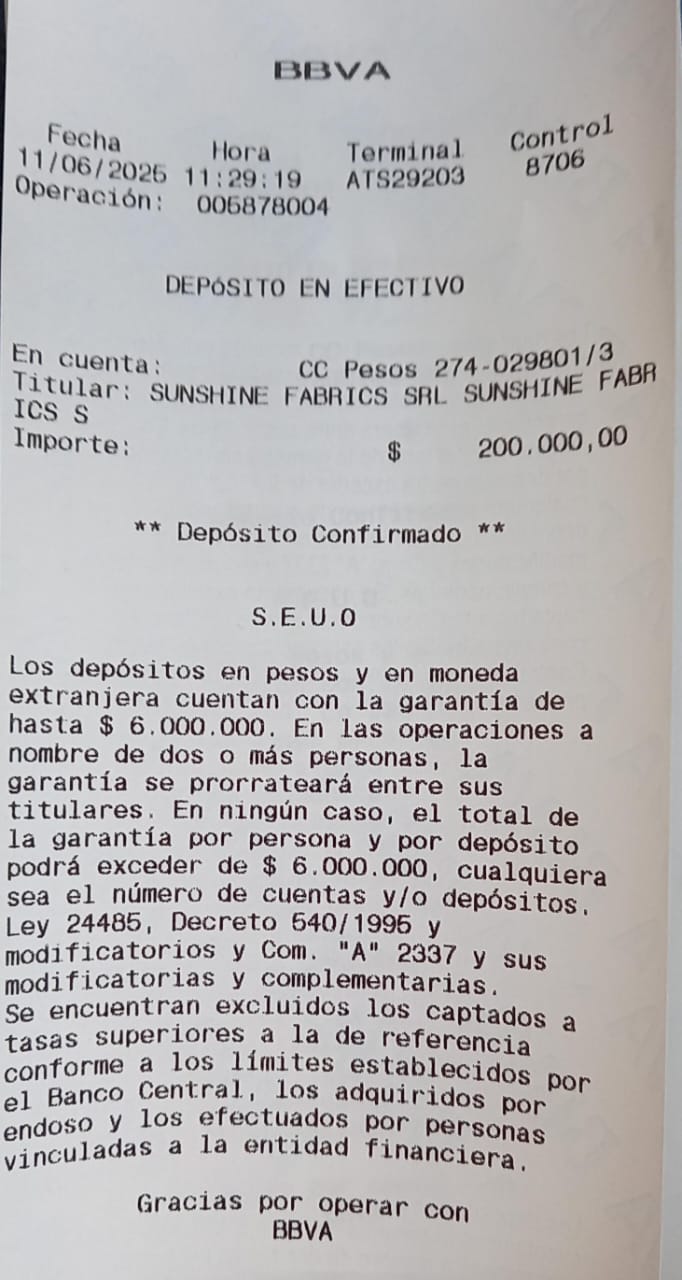 BBVA
Fecha Hora Terminal Control
11/06/2025 11:29:19 ATS29203 8706
Operación: 005878004
DEPóSITO EN EFECTIVO
En cuenta: CC Pesos 274-029801/3
Titular: SUNSHINE FABRICS SRL SUNSHINE FABR
ICS S
Importe: $ 200.000,00
** Depósito Confirmado **
S.E.U.O
Los depósitos en pesos y en moneda
extranjera cuentan con la garantía de
hasta $ 6.000.000. En las operaciones a
nombre de dos o más personas, la
garantía se prorrateará entre sus
titulares. En ningún caso, el total de
la garantía por persona y por depósito
podrá exceder de $ 6.000.000, cualquiera
sea el número de cuentas y/o depósitos.
Ley 24485, Decreto 540/1995 y
modificatorios y Com. "A" 2337 y sus
modificatorias y complementarias.
Se encuentran excluidos los captados a
tasas superiores a la de referencia
conforme a los límites establecidos por
el Banco Central, los adquiridos por
endoso y los efectuados por personas
vinculadas a la entidad financiera.
Gracias por operar con
BBVA